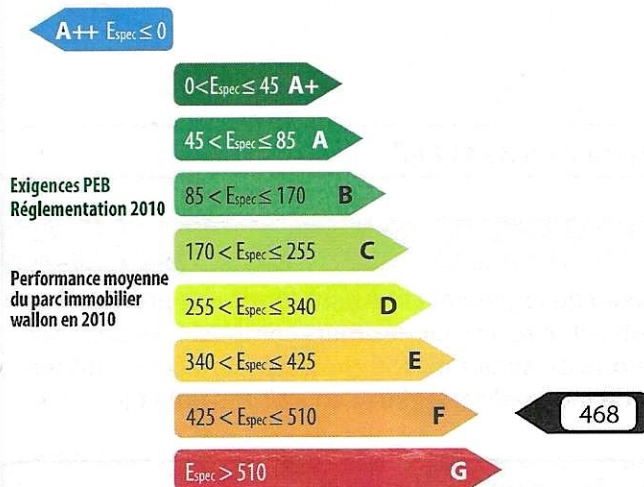 A++ Espec ≤ 0
0<Espec≤ 45 A+
45 < Espec≤ 85 A
Exigences PEB
Réglementation 2010
85 < Espec≤ 170 B
170 < Espec≤ 255 C
Performance moyenne
du parc immobilier
wallon en 2010
255 < Espec≤ 340 D
340 < Espec≤ 425 E
425 < Espec≤ 510 F
468
Espec > 510 G